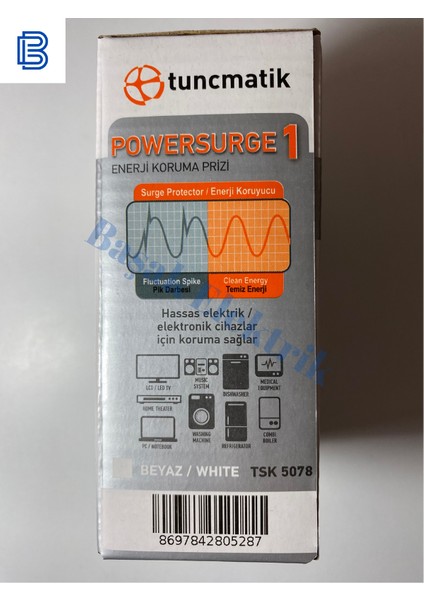 B
tuncmatik
POWERSURGE 1
ENERJİ KORUMA PRİZİ
Surge Protector / Enerji Koruyucu
Fluctuation Spike Clean Energy
Pik Darbesi Temiz Enerji
Başak Elektrik
Hassas elektrik /
elektronik cihazlar
için koruma sağlar
LCD / LED TV
MUSIC
SYSTEM
DISHWASHER
MEDICAL
EQUIPMENT
HOME THEATER
PC / NOTEBOOK
WASHING
MACHINE
REFRIGERATOR
COMBI
BOILER
BEYAZ / WHITE TSK 5078
8697842805287